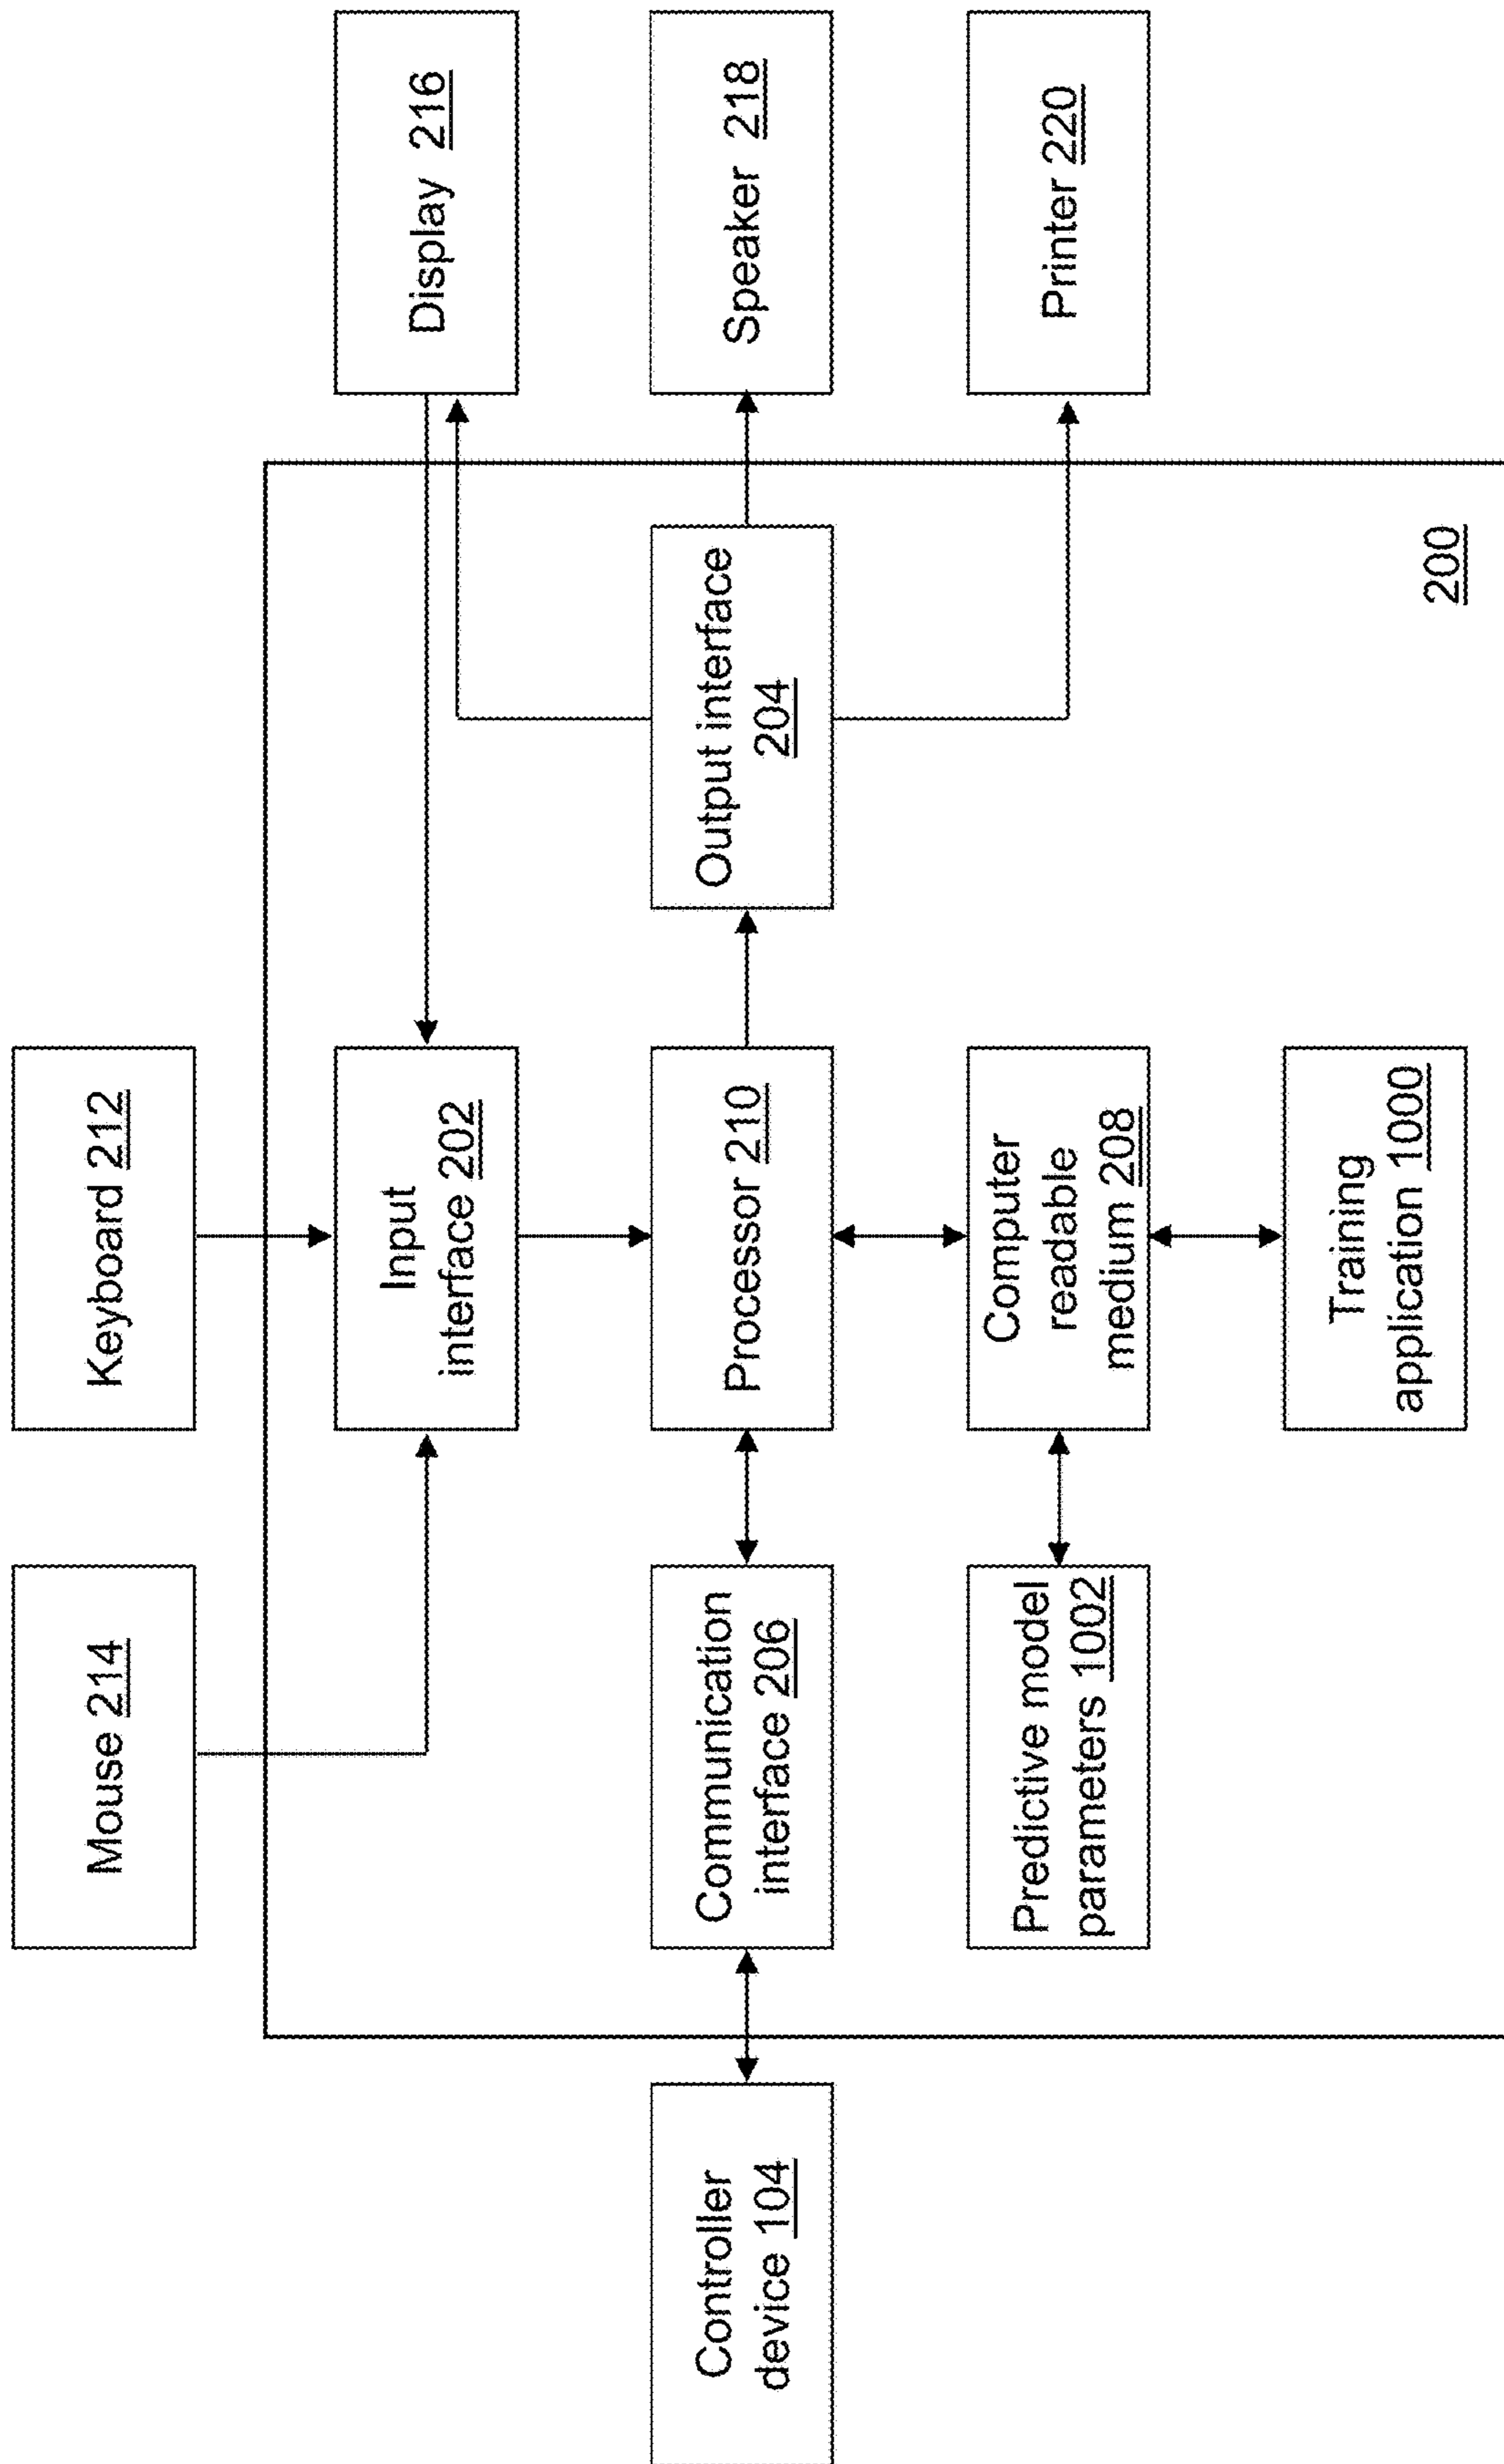 Mouse 214
Keyboard 212
Input
interface 202
Display 216
Controller
device 104
Communication
interface 206
Processor 210
Output interface
204
Speaker 218
Predictive model
parameters 1002
Computer
readable
medium 208
Printer 220
Training
application 1000
200